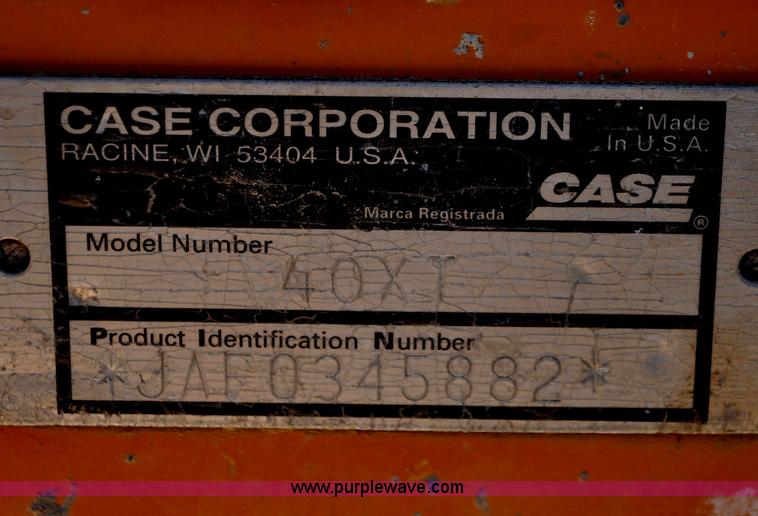 CASE CORPORATION
RACINE, WI 53404 U.S.A.
Made
In U.S.A.
CASE
®
Marca Registrada
Model Number
40XT
Product Identification Number
*JAF0345882*
www.purplewave.com